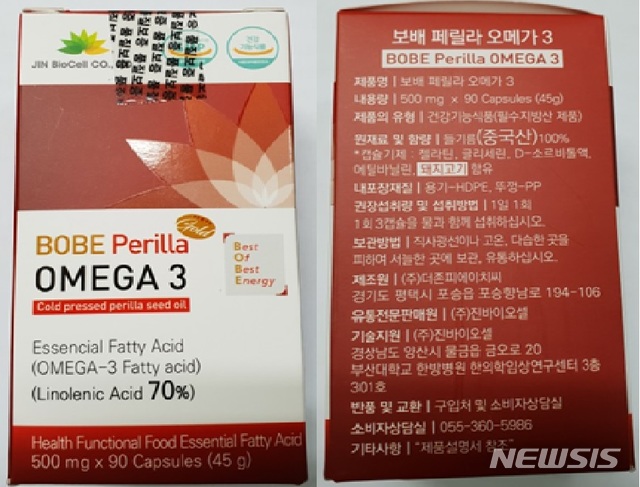 JIN BioCell CO.,
건강
기능식품
Gold
BOBE Perilla
OMEGA 3
Cold pressed perilla seed oil
Best
Of
Best
Energy
Essencial Fatty Acid
(OMEGA-3 Fatty acid)
(Linolenic Acid 70%)
Health Functional Food Essential Fatty Acid
500 mg x 90 Capsules (45 g)
보배 페릴라 오메가 3
BOBE Perilla OMEGA 3
제품명 | 보배 페릴라 오메가 3
내용량 | 500 mg × 90 Capsules (45g)
제품의 유형 | 건강기능식품(필수지방산 제품)
원재료 및 함량 | 들기름(중국산)100%
*캡슐기제 : 젤라틴, 글리세린, D-소르비톨액,
에틸바닐린, 돼지고기 함유
내포장재질 | 용기-HDPE, 뚜껑-PP
권장섭취량 및 섭취방법 | 1일 1회
1회 3캡슐을 물과 함께 섭취하십시오.
보관방법 | 직사광선이나 고온, 다습한 곳을
피하여 서늘한 곳에 보관, 유통하십시오.
제조원 | (주)더존피에이치씨
경기도 평택시 포승읍 포승향남로 194-106
유통전문판매원 | (주)진바이오셀
기술지원 | (주)진바이오셀
경상남도 양산시 물금읍 금오로 20
부산대학교 한방병원 한의학임상연구센터 3층
301호
반품 및 교환 | 구입처 및 소비자상담실
소비자상담실 | 055-360-5986
기타사항 | "제품설명서 참조"
NEWSIS